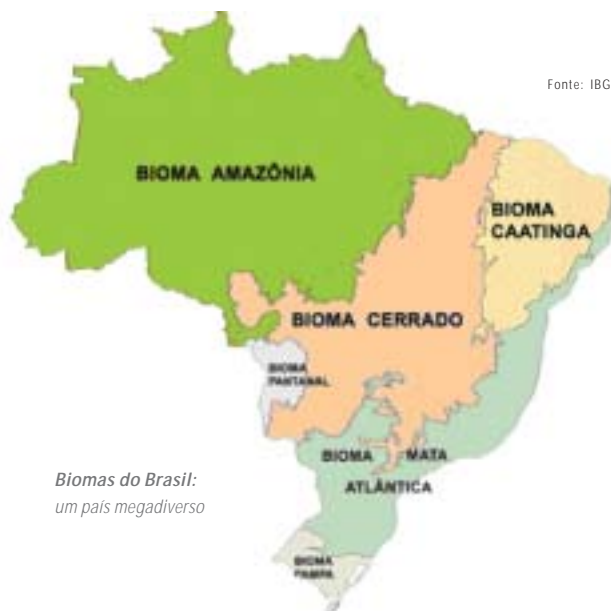 Fonte: IBG
BIOMA AMAZÔNIA
BIOMA
CAATINGA
BIOMA CERRADO
BIOMA
PANTANAL
BIOMA MATA
ATLÂNTICA
Biomas do Brasil:
um país megadiverso
BIOMA
PAMPA